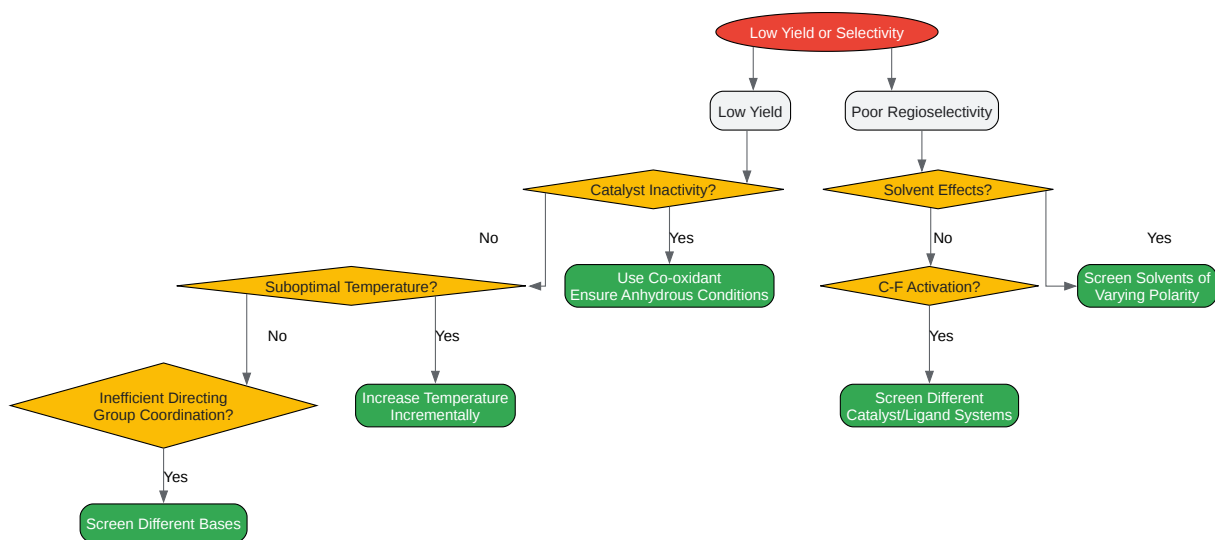 Low Yield or Selectivity
Low Yield
Poor Regioselectivity
Catalyst Inactivity?
Solvent Effects?
No
Yes
No
Yes
Suboptimal Temperature?
Use Co-oxidant
Ensure Anhydrous Conditions
C-F Activation?
Screen Solvents of
Varying Polarity
No
Yes
Yes
Inefficient Directing
Group Coordination?
Increase Temperature
Incrementally
Screen Different
Catalyst/Ligand Systems
Yes
Screen Different Bases